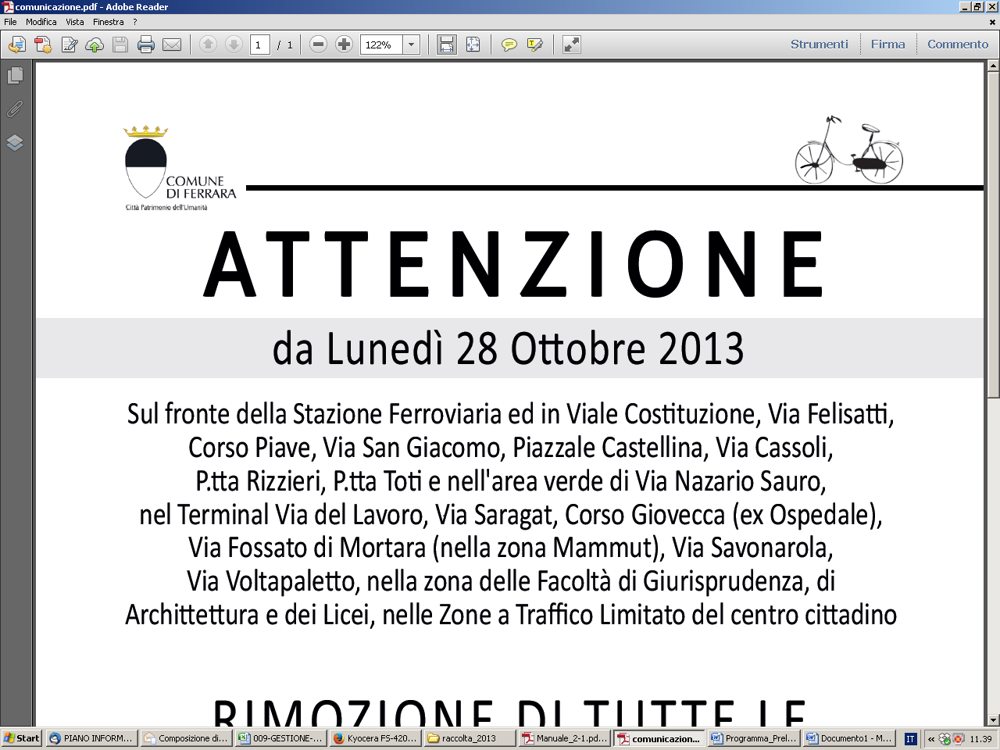 comunicazione.pdf - Adobe Reader
File Modifica Vista Finestra ?
1 / 1 122% Strumenti Firma Commento
COMUNE
DI FERRARA
Città Patrimonio dell'Umanità
ATTENZIONE
da Lunedì 28 Ottobre 2013
Sul fronte della Stazione Ferroviaria ed in Viale Costituzione, Via Felisatti,
Corso Piave, Via San Giacomo, Piazzale Castellina, Via Cassoli,
P.tta Rizzieri, P.tta Toti e nell'area verde di Via Nazario Sauro,
nel Terminal Via del Lavoro, Via Saragat, Corso Giovecca (ex Ospedale),
Via Fossato di Mortara (nella zona Mammut), Via Savonarola,
Via Voltapaletto, nella zona delle Facoltà di Giurisprudenza, di
Architettura e dei Licei, nelle Zone a Traffico Limitato del centro cittadino
RIMOZIONE DI TUTTE LE
Start PIANO INFORM... Composizione di... 009-GESTIONE-... Kyocera FS-420... raccolta_2013 Manuale_2-1.pd... comunicazion... Programma_Prel... Documento1 - M... IT « 11.39